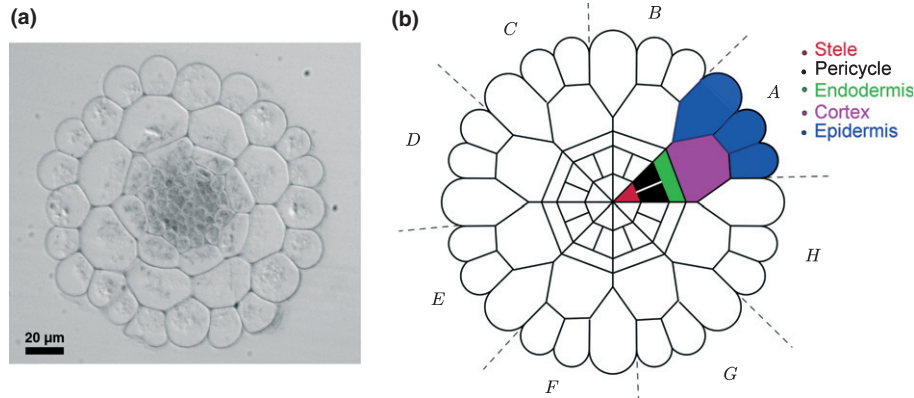 (a)
20 µm
(b)
A
B
C
D
E
F
G
H
Stele
Pericycle
Endodermis
Cortex
Epidermis